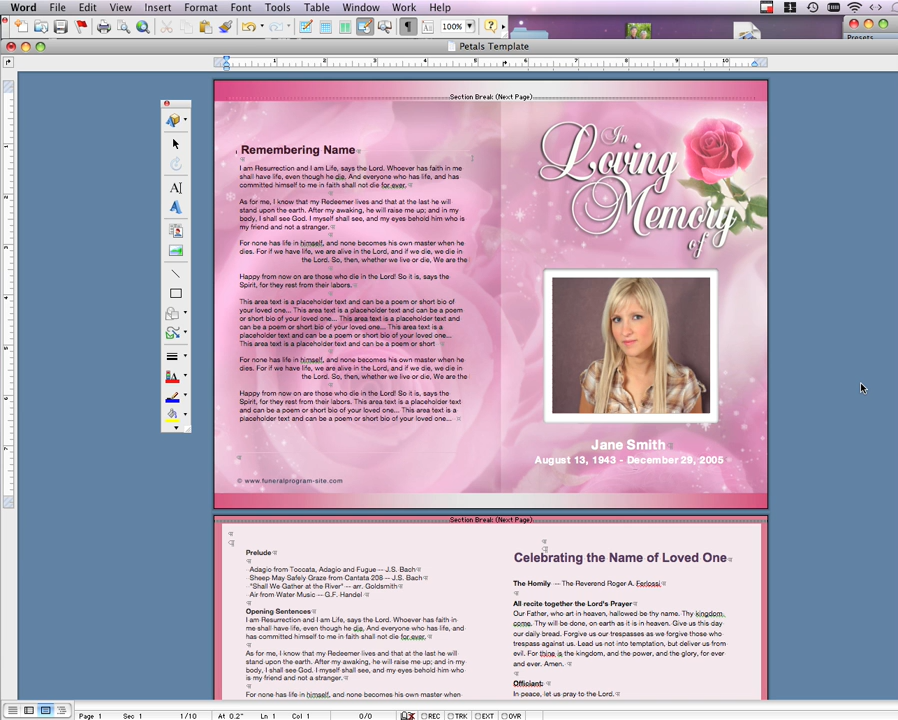 Word File Edit View Insert Format Font Tools Table Window Work Help
100%
Presets
Petals Template
1 2 3 4 5 6 7 8 9 10
Section Break: (Next Page)
Remembering Name
I am Resurrection and I am Life, says the Lord. Whoever has faith in me
shall have life, even though he die. And everyone who has life, and has
committed himself to me in faith shall not die for ever.
As for me, I know that my Redeemer lives and that at the last he will
stand upon the earth. After my awaking, he will raise me up; and in my
body, I shall see God. I myself shall see, and my eyes behold him who is
my friend and not a stranger.
For none has life in himself, and none becomes his own master when he
dies. For if we have life, we are alive in the Lord, and if we die, we die in
the Lord. So, then, whether we live or die, We are the
Happy from now on are those who die in the Lord! So it is, says the
Spirit, for they rest from their labors.
This area text is a placeholder text and can be a poem or short bio of
your loved one... This area text is a placeholder text and can be a poem
or short bio of your loved one... This area text is a placeholder text and
can be a poem or short bio of your loved one... This area text is a
placeholder text and can be a poem or short bio of your loved one...
This area text is a placeholder text and can be a poem or short
For none has life in himself, and none becomes his own master when he
dies. For if we have life, we are alive in the Lord, and if we die, we die in
the Lord. So, then, whether we live or die, We are the
Happy from now on are those who die in the Lord! So it is, says the
Spirit, for they rest from their labors. This area text is a placeholder text
and can be a poem or short bio of your loved one... This area text is a
placeholder text and can be a poem or short bio of your loved one...
© www.funeralprogram-site.com
In
Loving
Memory
of
Jane Smith
August 13, 1943 - December 29, 2005
Section Break: (Next Page)
Prelude
Adagio from Toccata, Adagio and Fugue -- J.S. Bach
Sheep May Safely Graze from Cantata 208 -- J.S. Bach
"Shall We Gather at the River" -- arr. Goldsmith
Air from Water Music -- G.F. Handel
Opening Sentences
I am Resurrection and I am Life, says the Lord. Whoever has faith in
me shall have life, even though he die. And everyone who has life, and
has committed himself to me in faith shall not die for ever.
As for me, I know that my Redeemer lives and that at the last he will
stand upon the earth. After my awaking, he will raise me up; and in my
body, I shall see God. I myself shall see, and my eyes behold him who
is my friend and not a stranger.
For none has life in himself, and none becomes his own master when
Celebrating the Name of Loved One
The Homily -- The Reverend Roger A. Ferlossi
All recite together the Lord's Prayer
Our Father, who art in heaven, hallowed be thy name. Thy kingdom
come. Thy will be done, on earth as it is in heaven. Give us this day
our daily bread. Forgive us our trespasses as we forgive those who
trespass against us. Lead us not into temptation, but deliver us from
evil. For thine is the kingdom, and the power, and the glory, for ever
and ever. Amen.
Officiant:
In peace, let us pray to the Lord.
Page 1 Sec 1 1/10 At 0.2" Ln 1 Col 1 0/0 REC TRK EXT OVR